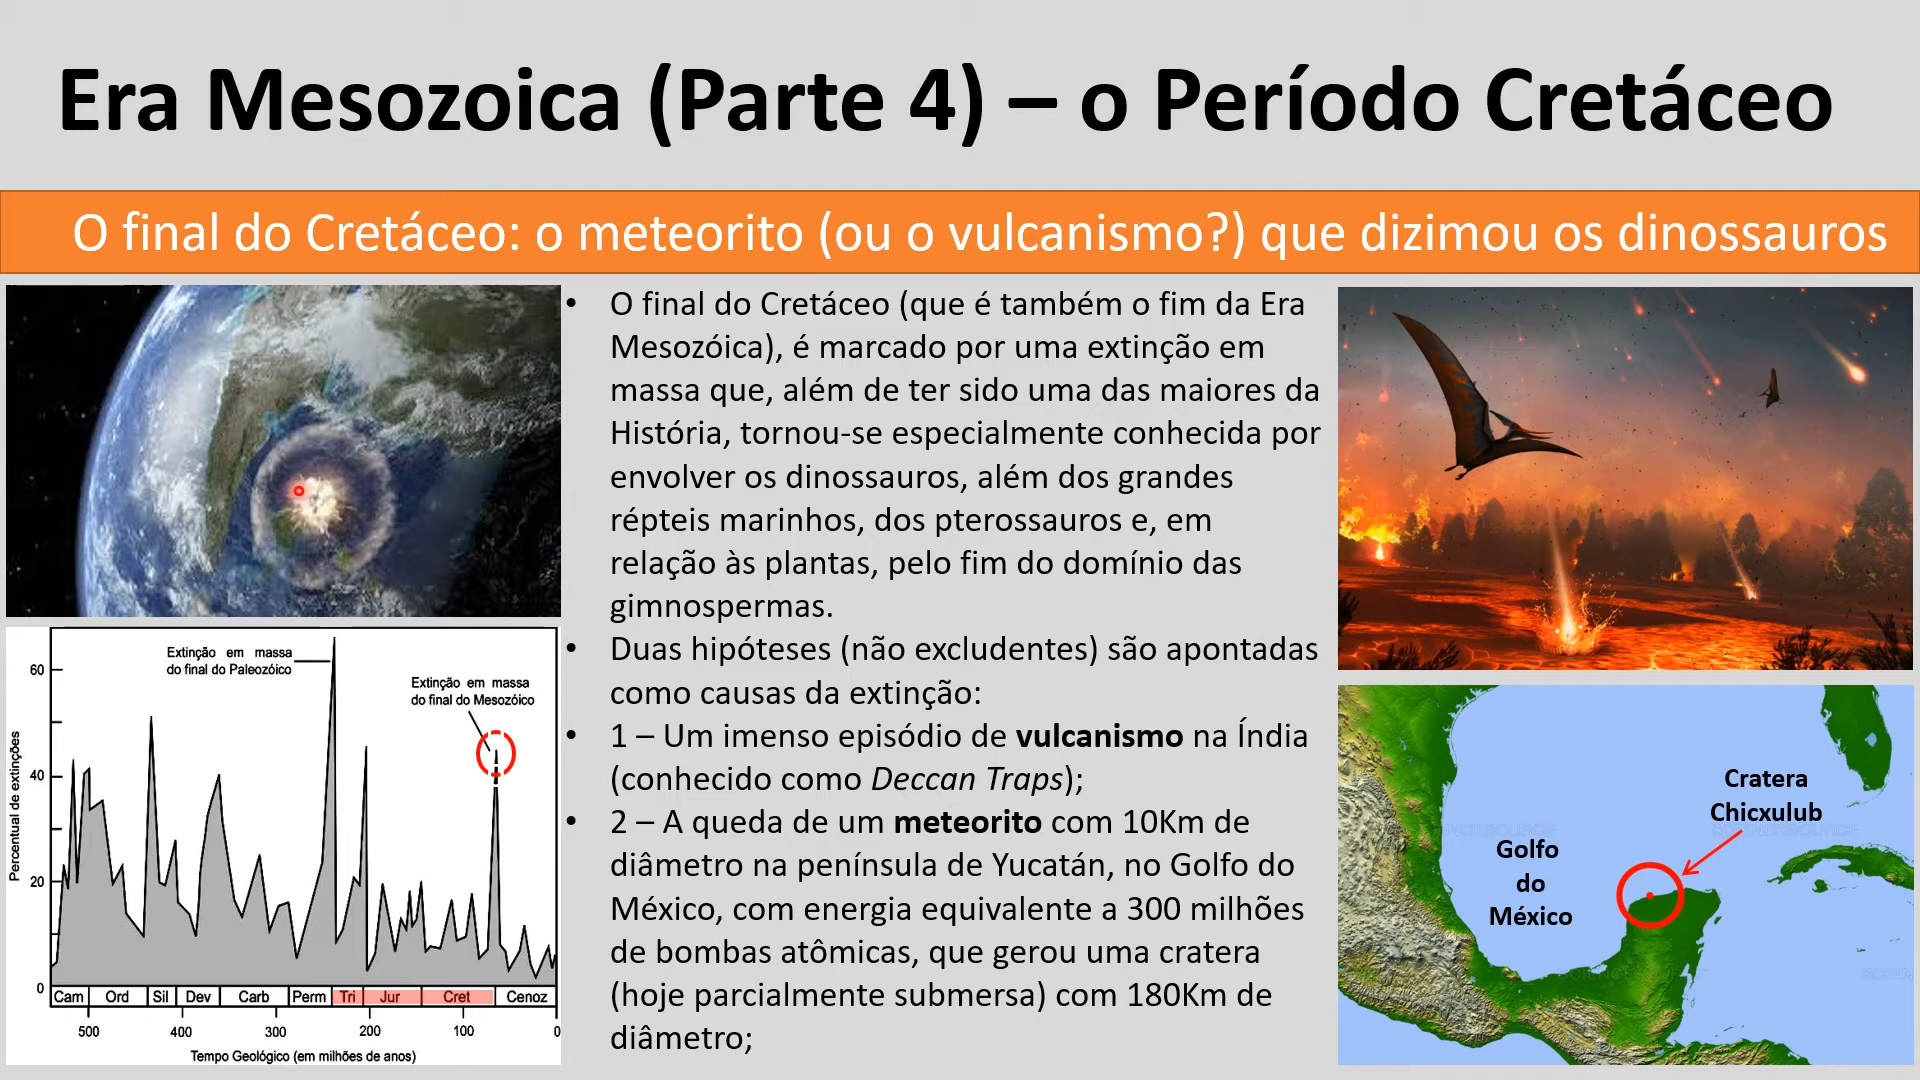 Era Mesozoica (Parte 4) – o Período Cretáceo
O final do Cretáceo: o meteorito (ou o vulcanismo?) que dizimou os dinossauros
• O final do Cretáceo (que é também o fim da Era
Mesozóica), é marcado por uma extinção em
massa que, além de ter sido uma das maiores da
História, tornou-se especialmente conhecida por
envolver os dinossauros, além dos grandes
répteis marinhos, dos pterossauros e, em
relação às plantas, pelo fim do domínio das
gimnospermas.
• Duas hipóteses (não excludentes) são apontadas
como causas da extinção:
• 1 – Um imenso episódio de vulcanismo na Índia
(conhecido como Deccan Traps);
• 2 – A queda de um meteorito com 10Km de
diâmetro na península de Yucatán, no Golfo do
México, com energia equivalente a 300 milhões
de bombas atômicas, que gerou uma cratera
(hoje parcialmente submersa) com 180Km de
diâmetro;
Extinção em massa
do final do Paleozóico
Extinção em massa
do final do Mesozóico
Percentual de extinções
60
40
20
0
Cam Ord Sil Dev Carb Perm Tri Jur Cret Cenoz
500 400 300 200 100 0
Tempo Geológico (em milhões de anos)
Cratera
Chicxulub
Golfo
do
México